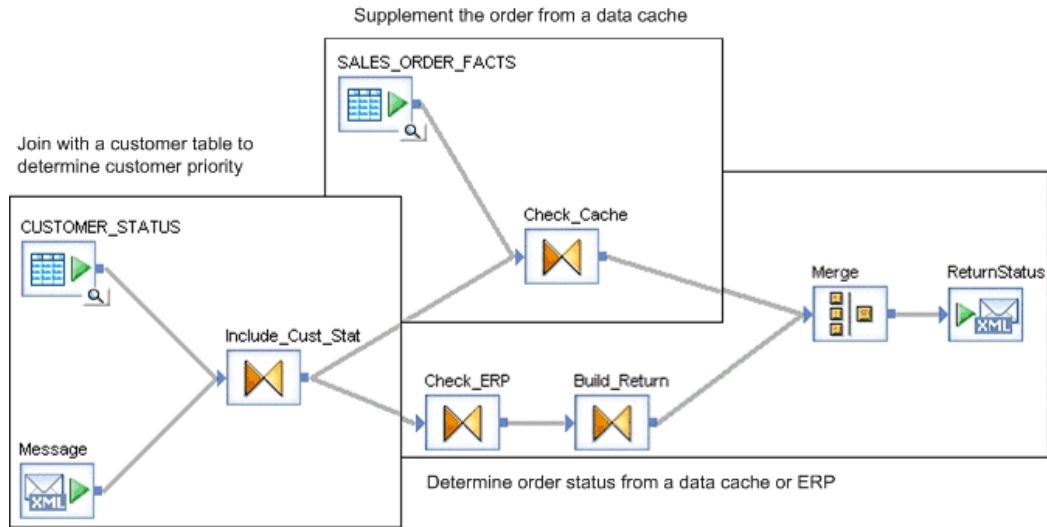 Supplement the order from a data cache
SALES_ORDER_FACTS
Join with a customer table to
determine customer priority
CUSTOMER_STATUS
Check_Cache
Merge
ReturnStatus
XML
Include_Cust_Stat
Check_ERP
Build_Return
Message
XML
Determine order status from a data cache or ERP